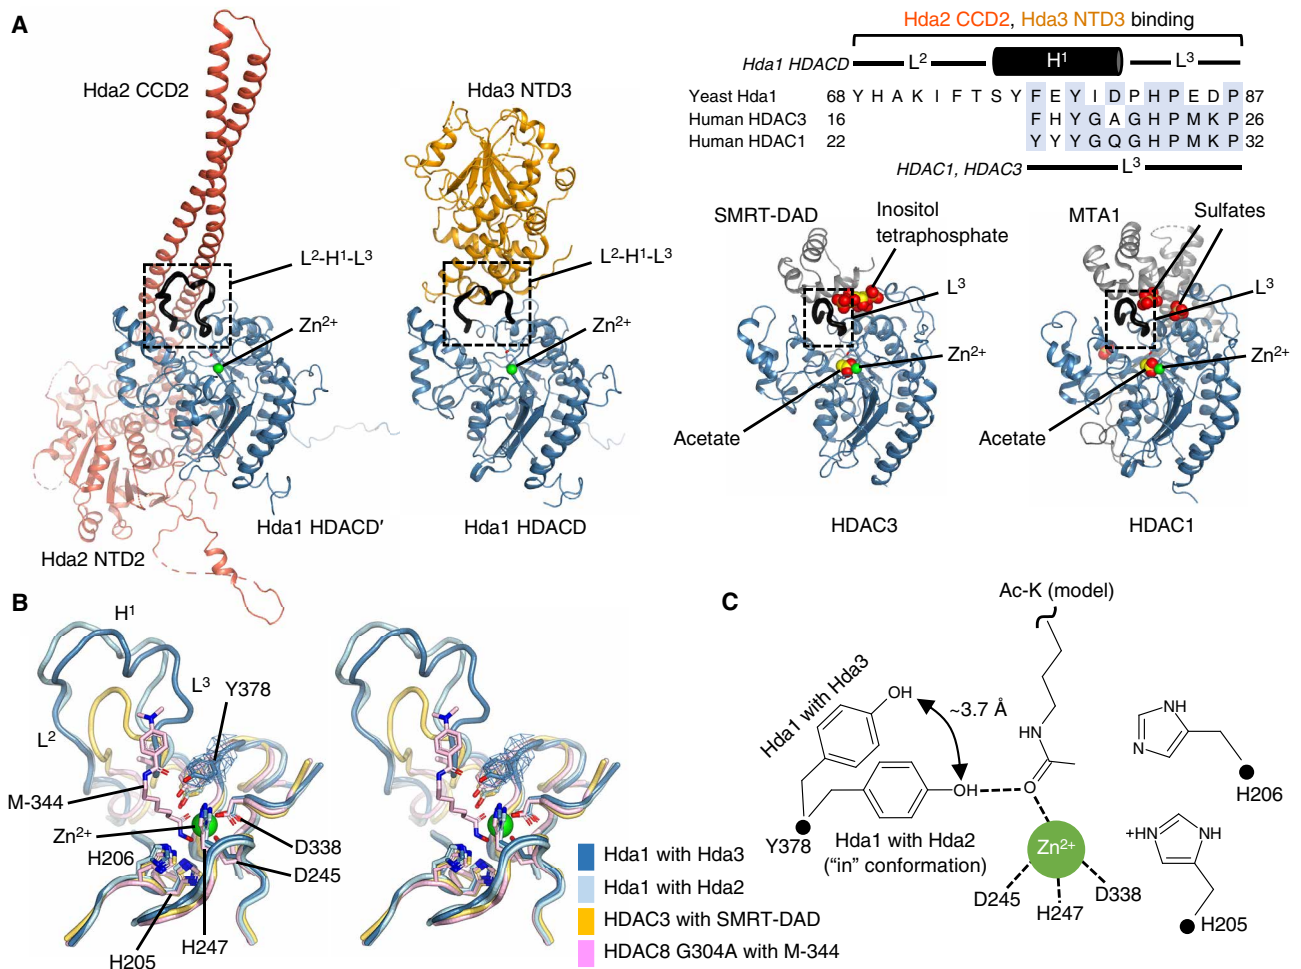 A
Hda2 CCD2
Hda3 NTD3
L²-H¹-L³
Zn²⁺
L²-H¹-L³
Zn²⁺
Hda1 HDACD′
Hda2 NTD2
Hda1 HDACD
Hda2 CCD2, Hda3 NTD3 binding
Hda1 HDACD L² H¹ L³
Yeast Hda1 68 Y H A K I F T S Y F E Y I D P H P E D P 87
Human HDAC3 16 F H Y G A G H P M K P 26
Human HDAC1 22 Y Y Y G Q G H P M K P 32
HDAC1, HDAC3 L³
SMRT-DAD
Inositol
tetraphosphate
L³
Zn²⁺
Acetate
HDAC3
MTA1
Sulfates
L³
Zn²⁺
Acetate
HDAC1
B
H¹
L³
Y378
L²
M-344
Zn²⁺
H206
D338
D245
H247
H205
Hda1 with Hda3
Hda1 with Hda2
HDAC3 with SMRT-DAD
HDAC8 G304A with M-344
C
Ac-K (model)
Hda1 with Hda3
OH
~3.7 Å
HN
NH
N
H206
OH
O
Y378
Hda1 with Hda2
("in" conformation)
Zn²⁺
+HN
NH
D245
H247
D338
H205